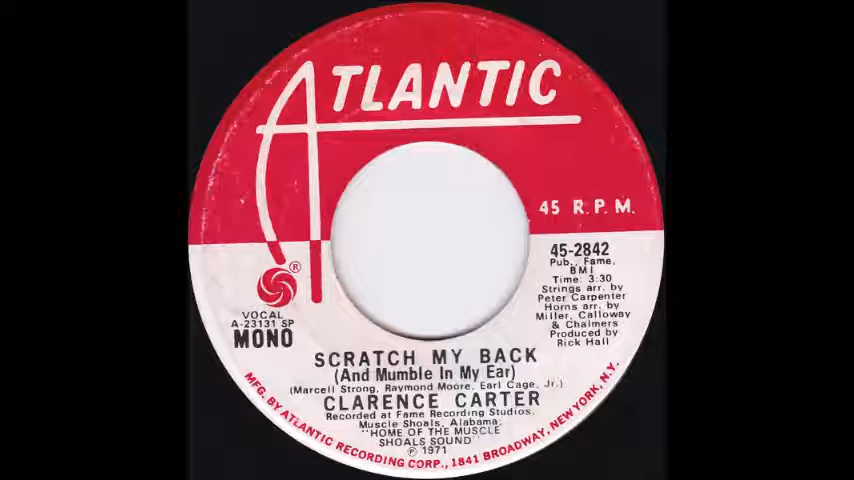 ATLANTIC
45 R.P.M.
®
VOCAL
A-23131 SP
MONO
45-2842
Pub., Fame,
BMI
Time: 3:30
Strings arr. by
Peter Carpenter
Horns arr. by
Miller, Calloway
& Chalmers
Produced by
Rick Hall
SCRATCH MY BACK
(And Mumble In My Ear)
(Marcell Strong, Raymond Moore, Earl Cage, Jr.)
CLARENCE CARTER
Recorded at Fame Recording Studios,
Muscle Shoals, Alabama;
"HOME OF THE MUSCLE
SHOALS SOUND"
℗ 1971
MFG. BY ATLANTIC RECORDING CORP., 1841 BROADWAY, NEW YORK, N.Y.